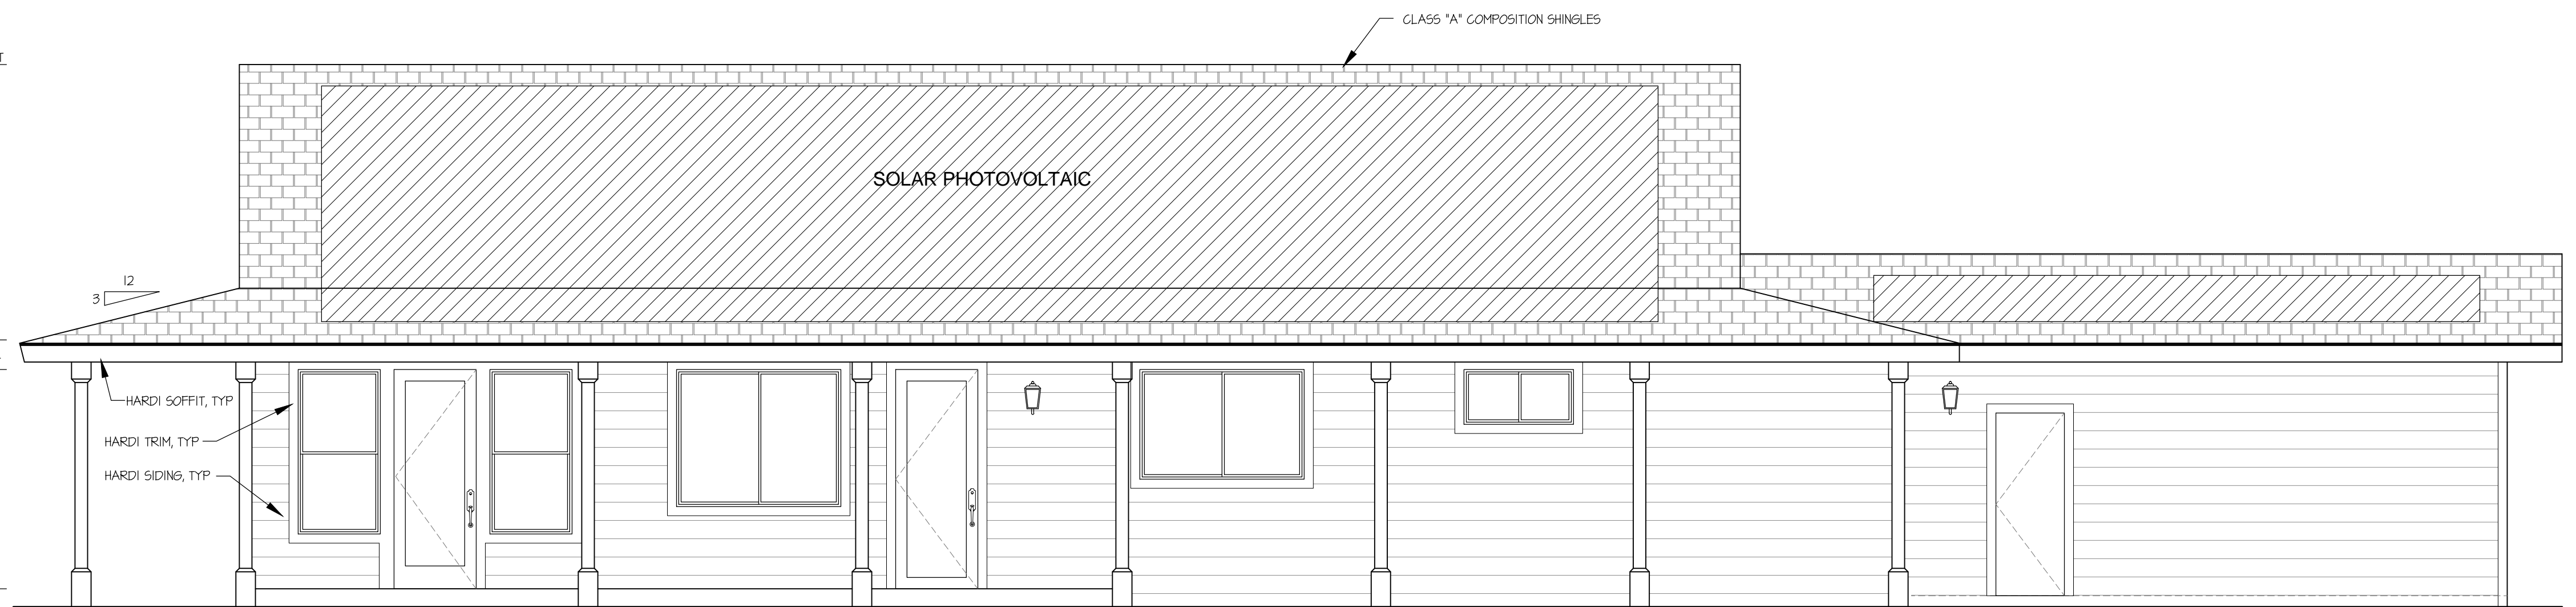 CLASS "A" COMPOSITION SHINGLES
T
SOLAR PHOTOVOLTAIC
12
3
HARDI SOFFIT, TYP
HARDI TRIM, TYP
HARDI SIDING, TYP